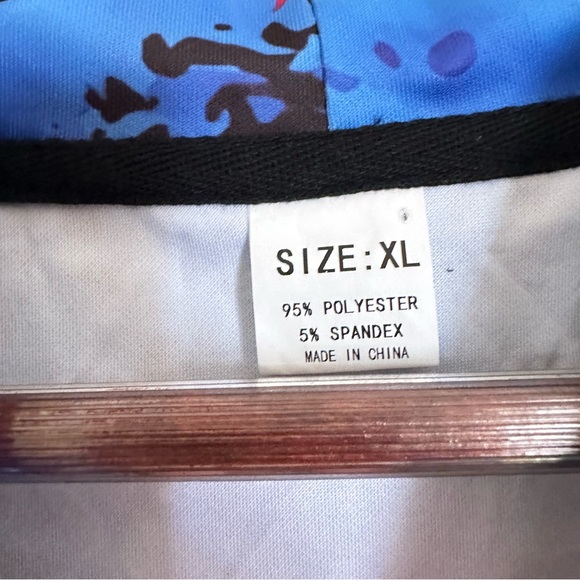 SIZE:XL
95% POLYESTER
5% SPANDEX
MADE IN CHINA